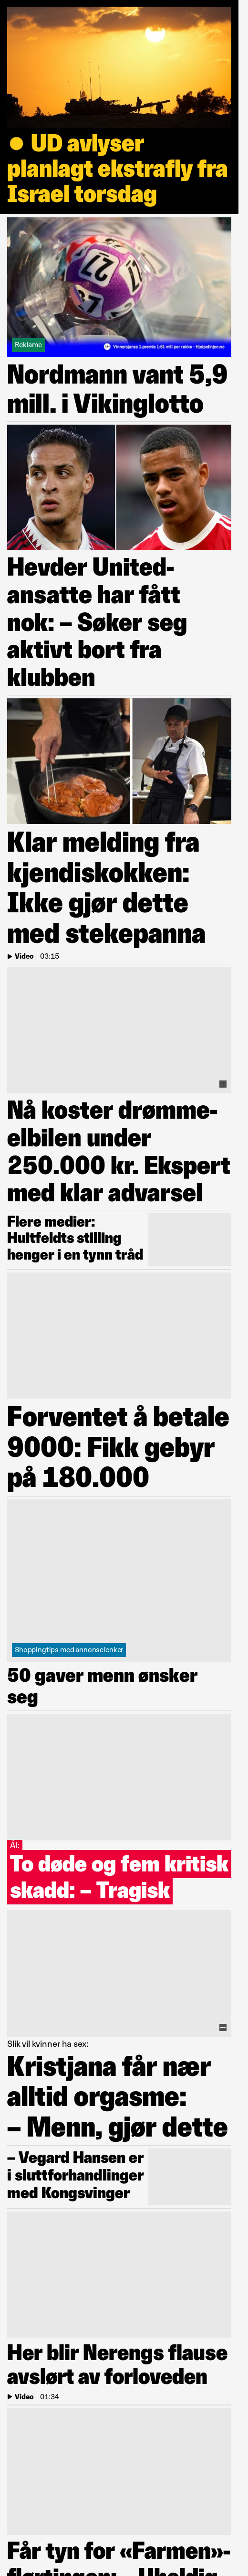 UD avlyser
planlagt ekstrafly fra
Israel torsdag
27
12
Reklame
Vinnersjanse 1.premie 1:61 mill per rekke - Hjelpelinjen.no
Nordmann vant 5,9
mill. i Vikinglotto
Hevder United-
ansatte har fått
nok: – Søker seg
aktivt bort fra
klubben
Klar melding fra
kjendiskokken:
Ikke gjør dette
med stekepanna
Video | 03:15
Nå koster drømme-
elbilen under
250.000 kr. Ekspert
med klar advarsel
Flere medier:
Huitfeldts stilling
henger i en tynn tråd
Forventet å betale
9000: Fikk gebyr
på 180.000
Shoppingtips med annonselenker
50 gaver menn ønsker
seg
Ål:
To døde og fem kritisk
skadd: – Tragisk
Slik vil kvinner ha sex:
Kristjana får nær
alltid orgasme:
– Menn, gjør dette
– Vegard Hansen er
i sluttforhandlinger
med Kongsvinger
Her blir Nerengs flause
avslørt av forloveden
Video | 01:34
Får tyn for «Farmen»-